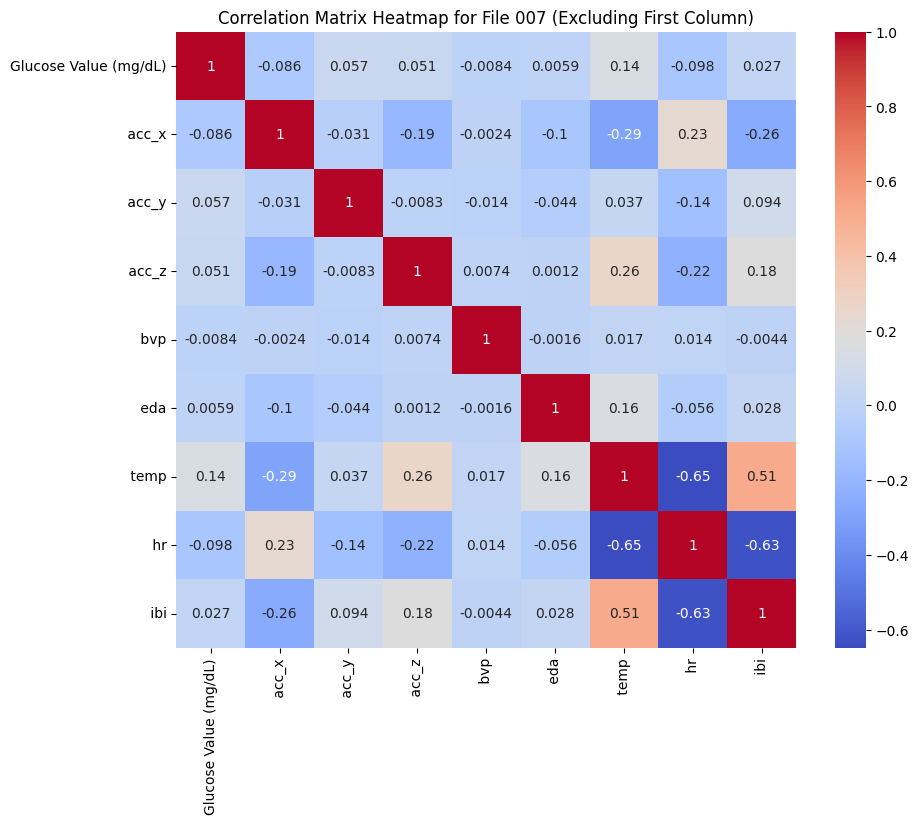 Correlation Matrix Heatmap for File 007 (Excluding First Column)
Glucose Value (mg/dL) 1 -0.086 0.057 0.051 -0.0084 0.0059 0.14 -0.098 0.027
acc_x -0.086 1 -0.031 -0.19 -0.0024 -0.1 -0.29 0.23 -0.26
acc_y 0.057 -0.031 1 -0.0083 -0.014 -0.044 0.037 -0.14 0.094
acc_z 0.051 -0.19 -0.0083 1 0.0074 0.0012 0.26 -0.22 0.18
bvp -0.0084 -0.0024 -0.014 0.0074 1 -0.0016 0.017 0.014 -0.0044
eda 0.0059 -0.1 -0.044 0.0012 -0.0016 1 0.16 -0.056 0.028
temp 0.14 -0.29 0.037 0.26 0.017 0.16 1 -0.65 0.51
hr -0.098 0.23 -0.14 -0.22 0.014 -0.056 -0.65 1 -0.63
ibi 0.027 -0.26 0.094 0.18 -0.0044 0.028 0.51 -0.63 1
Glucose Value (mg/dL) acc_x acc_y acc_z bvp eda temp hr ibi
1.0
0.8
0.6
0.4
0.2
0.0
−0.2
−0.4
−0.6